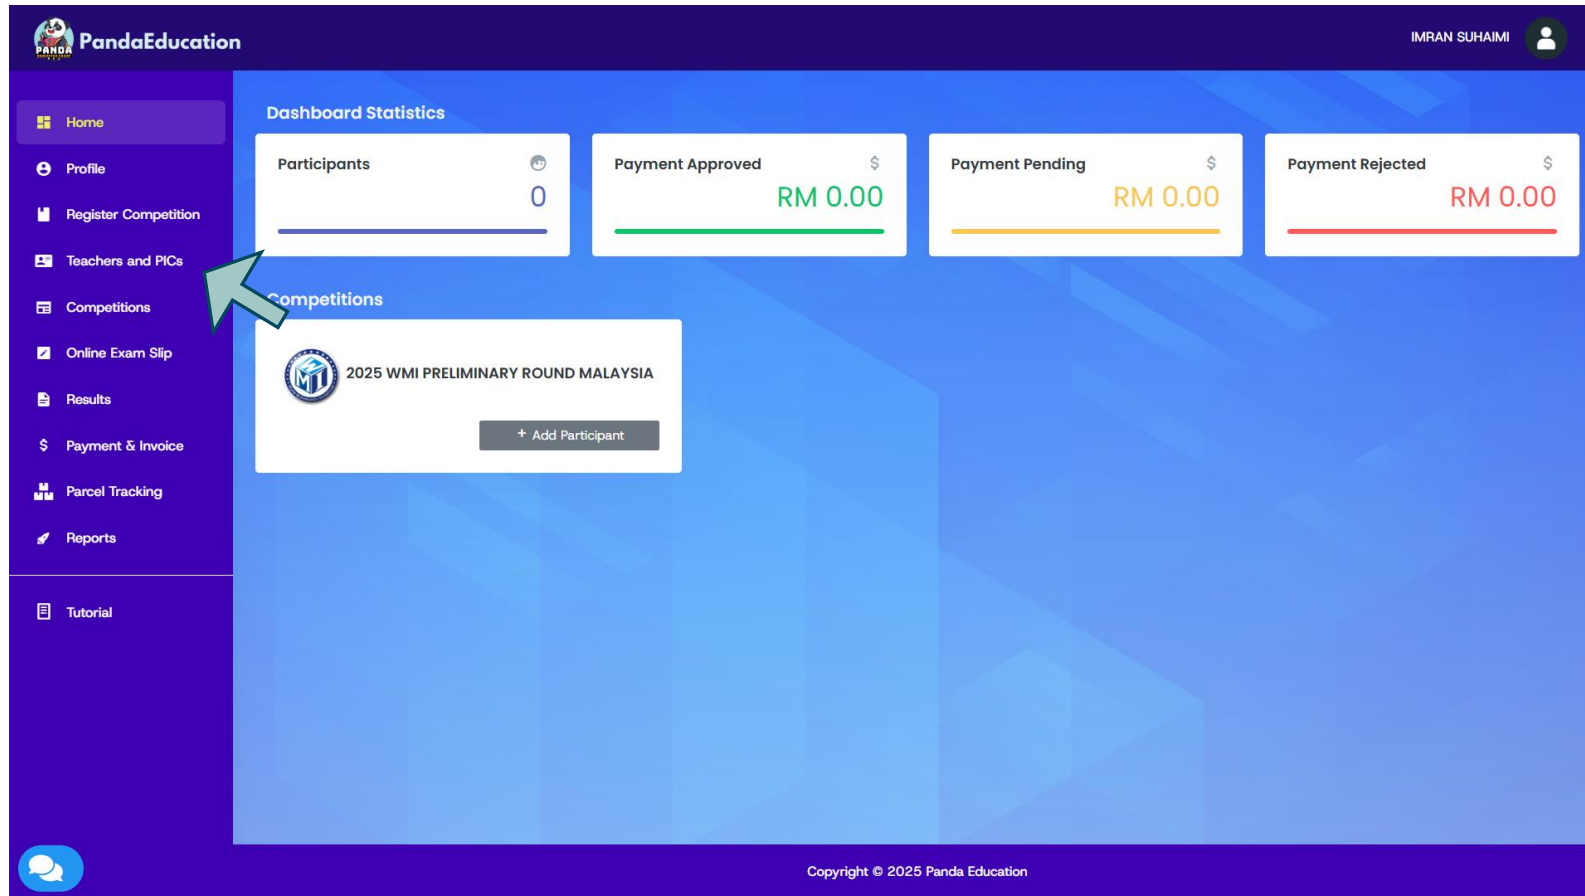 PANDA
PandaEducation
IMRAN SUHAIMI
Home
Profile
Register Competition
Teachers and PICs
Competitions
Online Exam Slip
Results
$ Payment & Invoice
Parcel Tracking
Reports
Tutorial
Dashboard Statistics
Participants
0
Payment Approved $
RM 0.00
Payment Pending $
RM 0.00
Payment Rejected $
RM 0.00
Competitions
WMI
2025 WMI PRELIMINARY ROUND MALAYSIA
+ Add Participant
Copyright © 2025 Panda Education